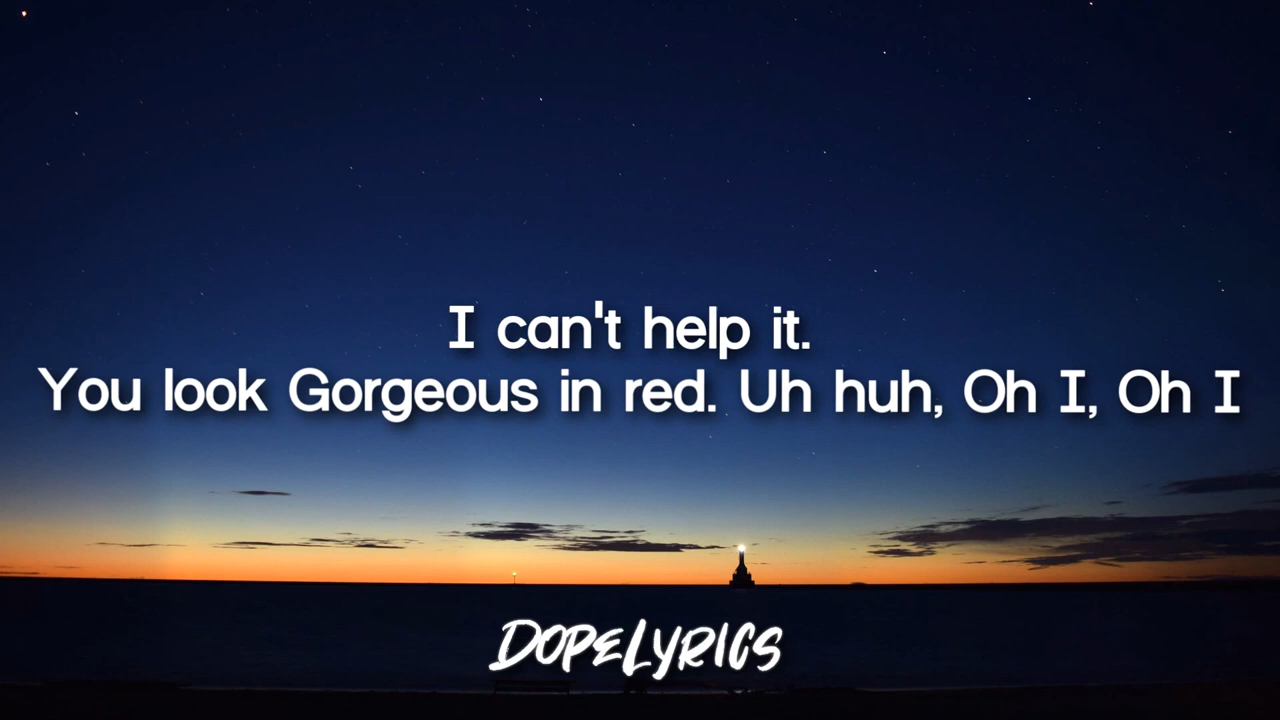 I can't help it.
You look Gorgeous in red. Uh huh, Oh I, Oh I
DOPELYRICS